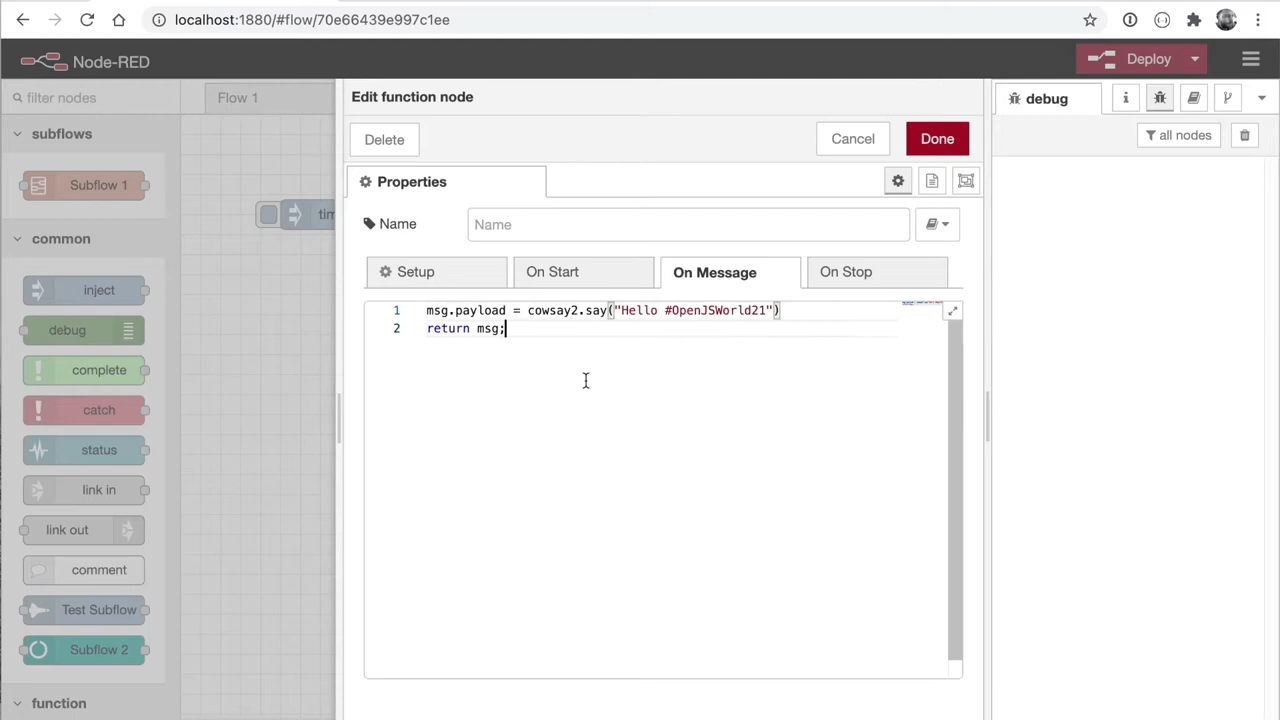 localhost:1880/#flow/70e66439e997c1ee
Node-RED
Deploy
filter nodes
Flow 1
Edit function node
debug
subflows
Delete
Cancel
Done
all nodes
Subflow 1
Properties
Name
Name
common
Setup
On Start
On Message
On Stop
inject
debug
complete
catch
status
link in
link out
comment
Test Subflow
Subflow 2
function
tim
1 msg.payload = cowsay2.say("Hello #OpenJSWorld21")
2 return msg;